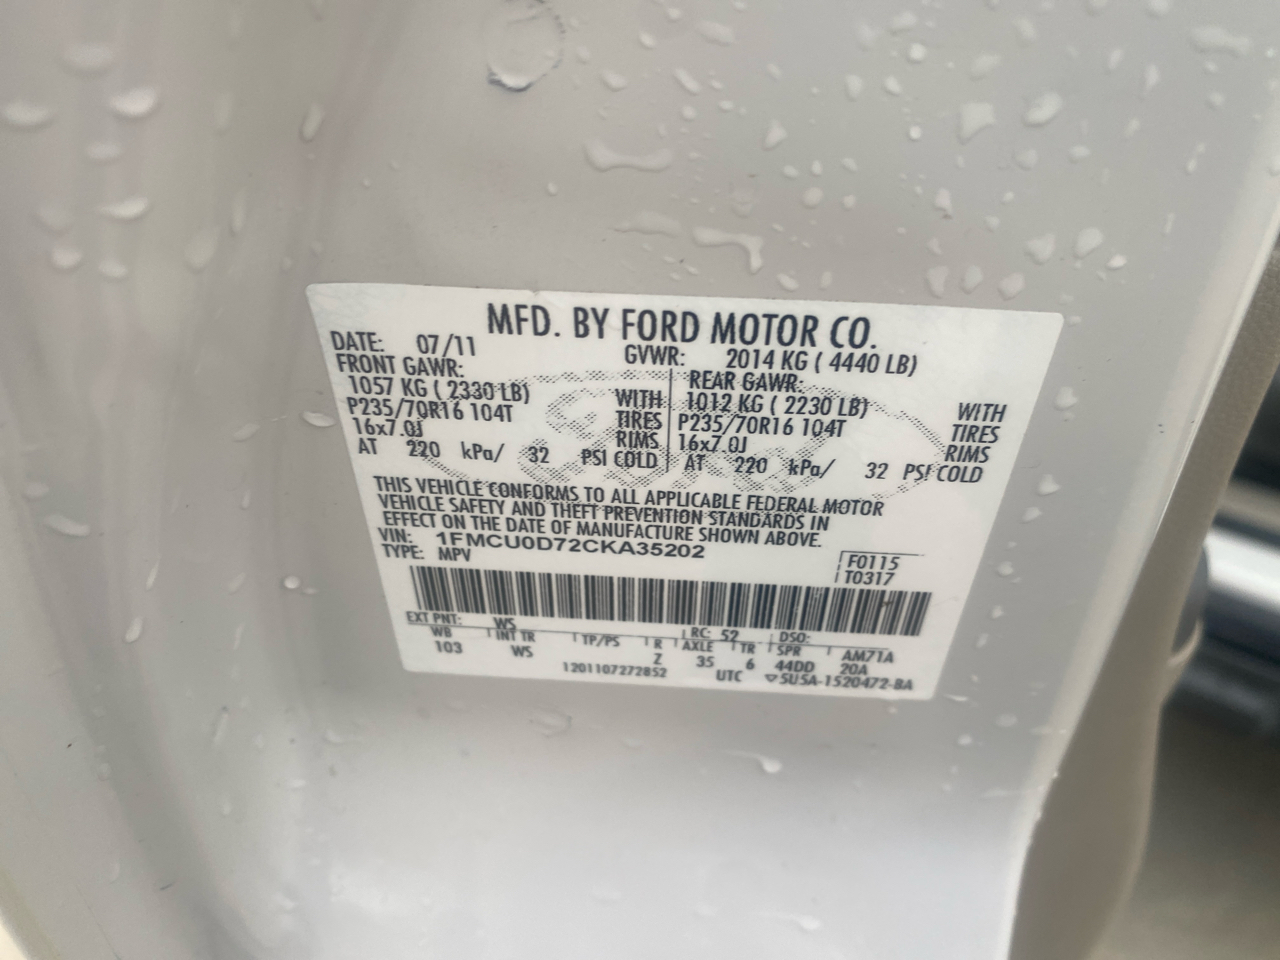 MFD. BY FORD MOTOR CO.
DATE: 07/11 GVWR: 2014 KG ( 4440 LB)
FRONT GAWR: REAR GAWR:
1057 KG ( 2330 LB) WITH 1012 KG ( 2230 LB) WITH
P235/70R16 104T TIRES P235/70R16 104T TIRES
16x7.0J RIMS 16x7.0J RIMS
AT 220 kPa/ 32 PSI COLD AT 220 kPa/ 32 PSI COLD
THIS VEHICLE CONFORMS TO ALL APPLICABLE FEDERAL MOTOR
VEHICLE SAFETY AND THEFT PREVENTION STANDARDS IN
EFFECT ON THE DATE OF MANUFACTURE SHOWN ABOVE.
VIN: 1FMCU0D72CKA35202
TYPE: MPV
F0115
T0317
EXT PNT: WS RC: 52 DSO:
WB INT TR TP/PS R AXLE TR SPR AM71A
103 WS Z 35 6 44DD 20A
1201107272852 UTC ▽5U5A-1520472-BA